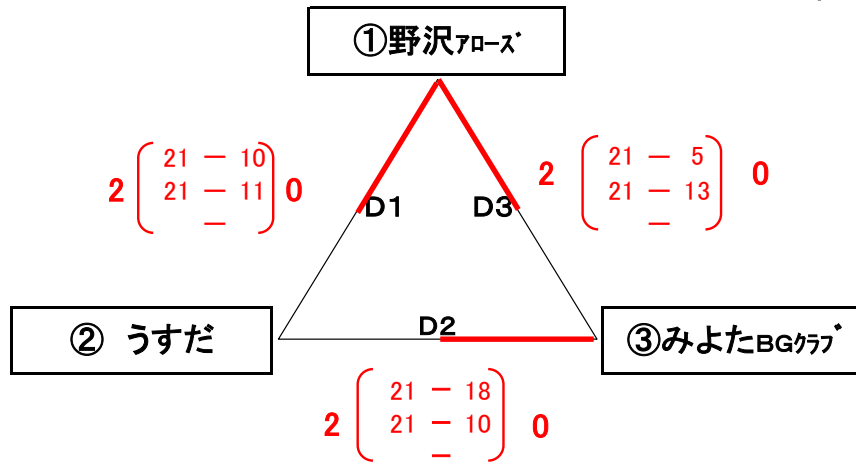 ①野沢アローズ
21 ー 10
2 21 ー 11 0
ー
21 ー 5
2 21 ー 13 0
ー
D1 D3
② うすだ
D2
③みよたBGクラブ
21 ー 18
2 21 ー 10 0
ー